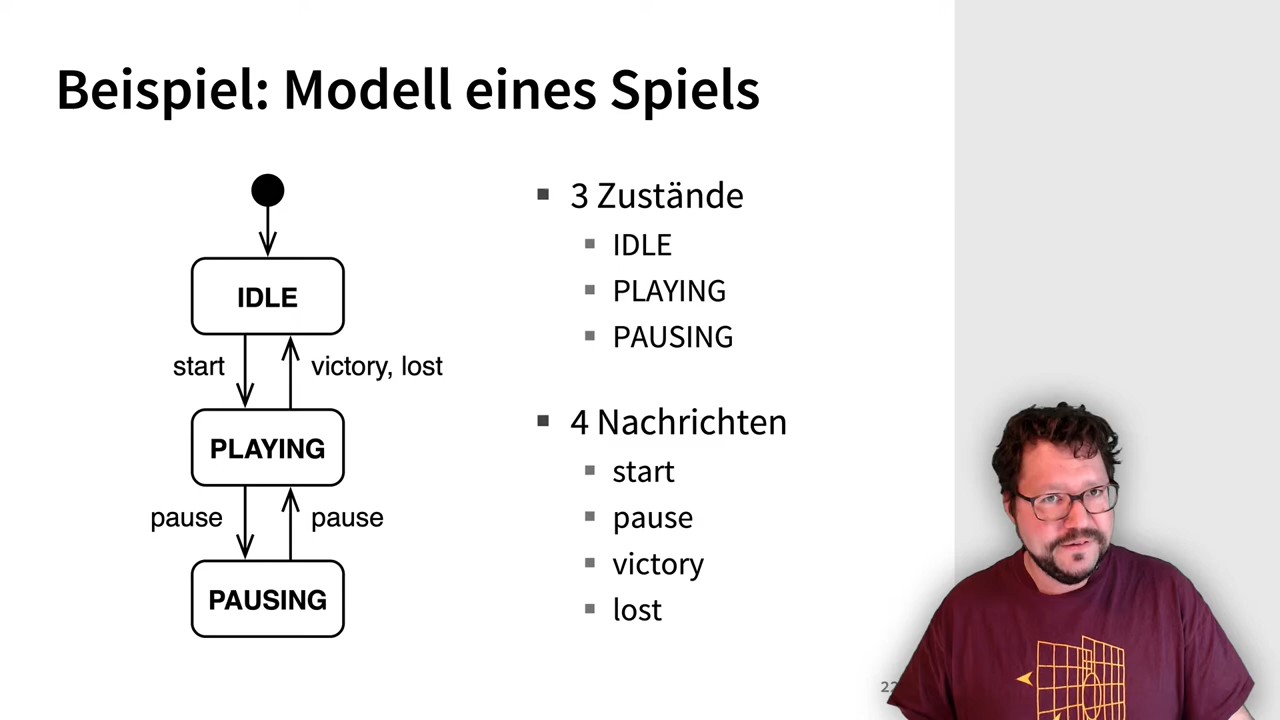 Beispiel: Modell eines Spiels
IDLE
start
victory, lost
PLAYING
pause
pause
PAUSING
3 Zustände
IDLE
PLAYING
PAUSING
4 Nachrichten
start
pause
victory
lost